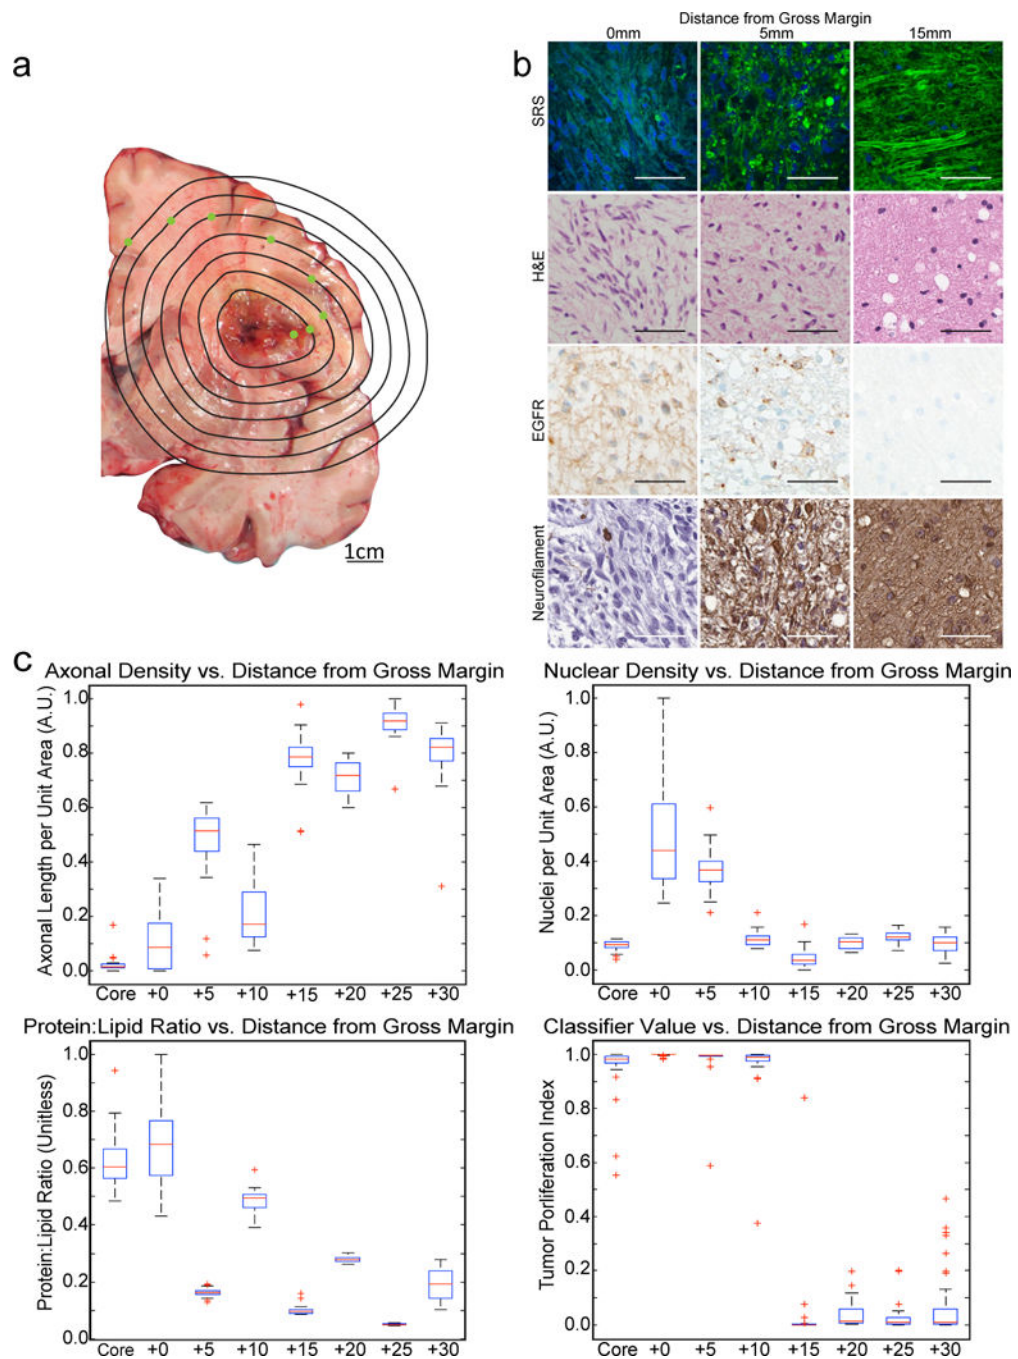 a
1cm
b
Distance from Gross Margin
0mm 5mm 15mm
SRS
H&E
EGFR
Neurofilament
c
Axonal Density vs. Distance from Gross Margin
Axonal Length per Unit Area (A.U.)
1.0
0.8
0.6
0.4
0.2
0.0
Core +0 +5 +10 +15 +20 +25 +30
Nuclear Density vs. Distance from Gross Margin
Nuclei per Unit Area (A.U.)
1.0
0.8
0.6
0.4
0.2
0.0
Core +0 +5 +10 +15 +20 +25 +30
Protein:Lipid Ratio vs. Distance from Gross Margin
Protein:Lipid Ratio (Unitless)
1.0
0.8
0.6
0.4
0.2
0.0
Core +0 +5 +10 +15 +20 +25 +30
Classifier Value vs. Distance from Gross Margin
Tumor Porliferation Index
1.0
0.8
0.6
0.4
0.2
0.0
Core +0 +5 +10 +15 +20 +25 +30